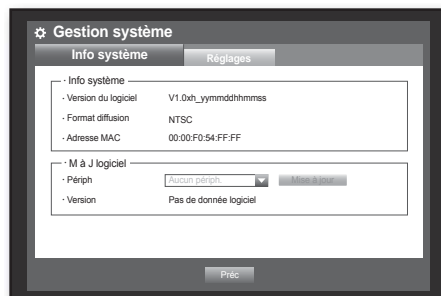 Gestion système
Info système
Réglages
· Info système
· Version du logiciel V1.0xh_yymmddhhmmss
· Format diffusion NTSC
· Adresse MAC 00:00:F0:54:FF:FF
· M à J logiciel
· Périph Aucun périph. Mise à jour
· Version Pas de donnée logiciel
Préc